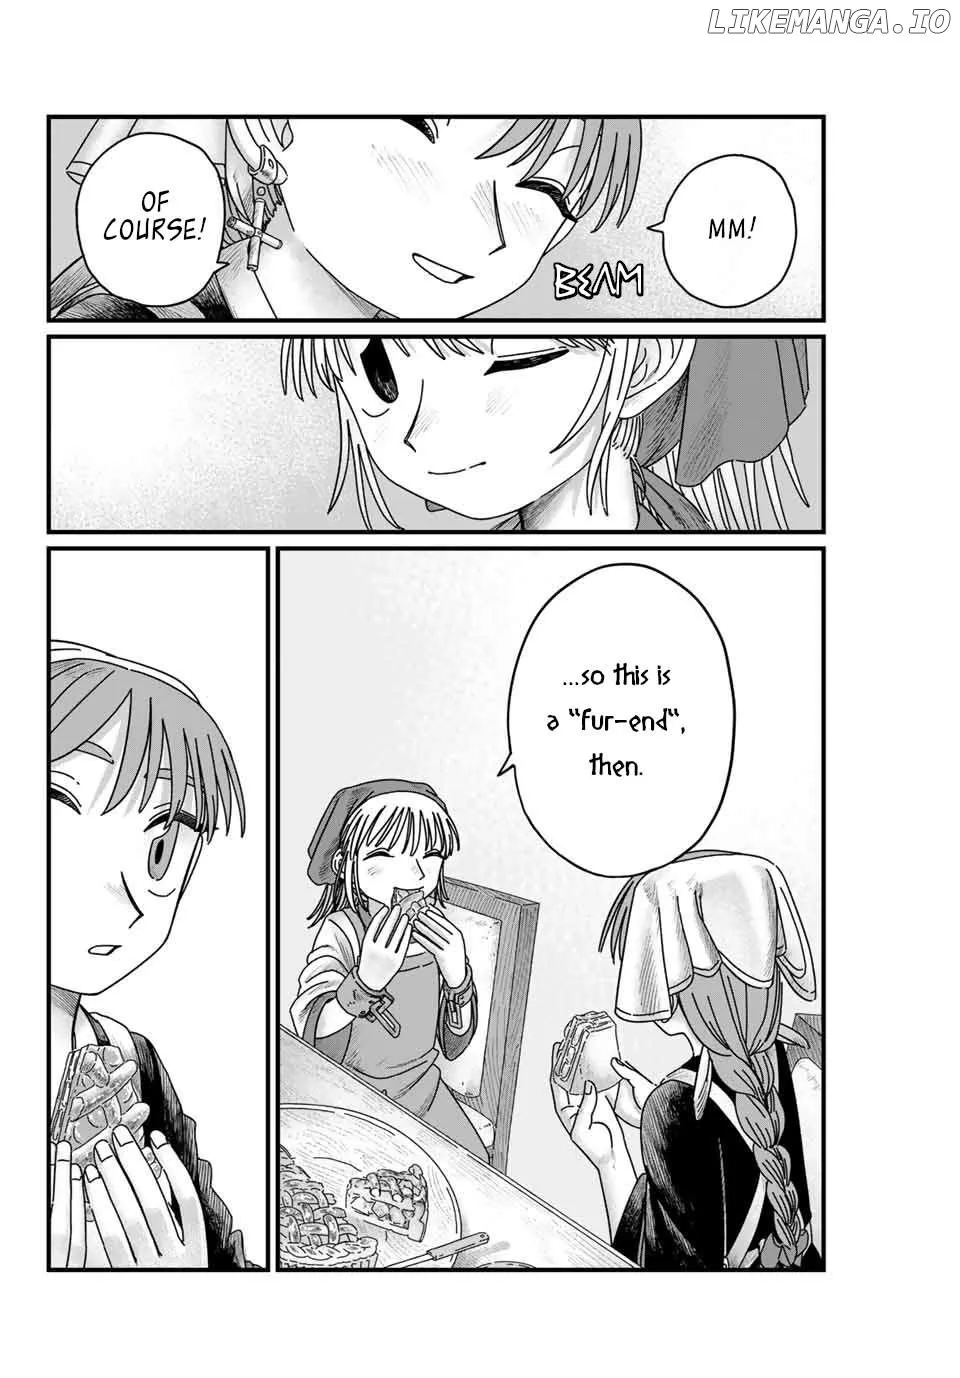 LIKEMANGA.IO
MM!
OF
COURSE!
BEAM
...so this is
a "fur-end",
then.